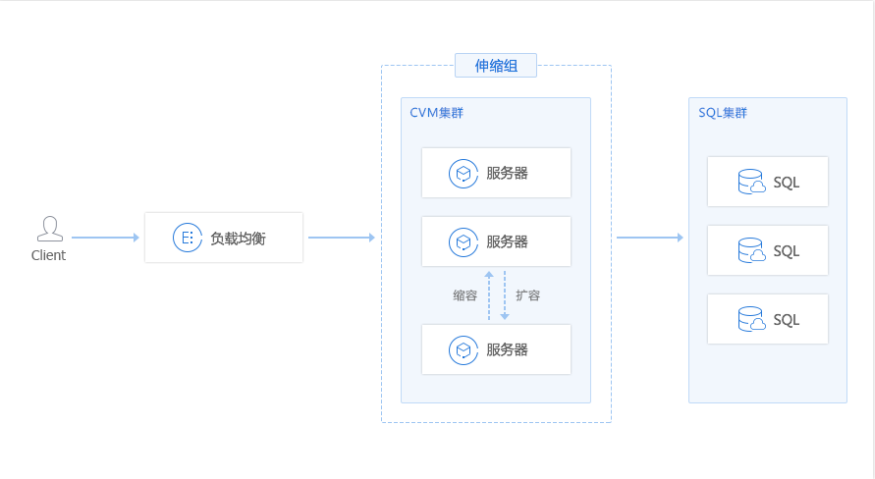 伸缩组
CVM集群
SQL集群
服务器
SQL
服务器
负载均衡
Client
SQL
缩容
扩容
服务器
SQL